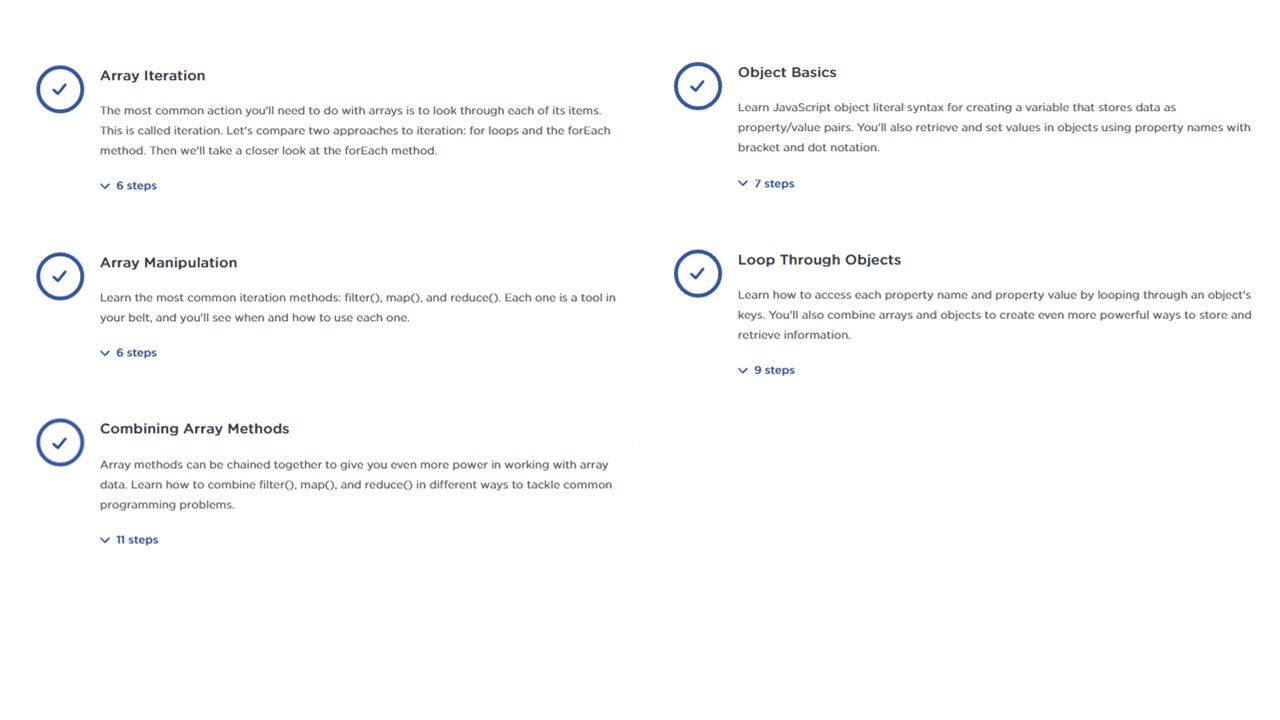 Array Iteration
The most common action you'll need to do with arrays is to look through each of its items.
This is called iteration. Let's compare two approaches to iteration: for loops and the forEach
method. Then we'll take a closer look at the forEach method.
6 steps
Array Manipulation
Learn the most common iteration methods: filter(), map(), and reduce(). Each one is a tool in
your belt, and you'll see when and how to use each one.
6 steps
Combining Array Methods
Array methods can be chained together to give you even more power in working with array
data. Learn how to combine filter(), map(), and reduce() in different ways to tackle common
programming problems.
11 steps
Object Basics
Learn JavaScript object literal syntax for creating a variable that stores data as
property/value pairs. You'll also retrieve and set values in objects using property names with
bracket and dot notation.
7 steps
Loop Through Objects
Learn how to access each property name and property value by looping through an object's
keys. You'll also combine arrays and objects to create even more powerful ways to store and
retrieve information.
9 steps